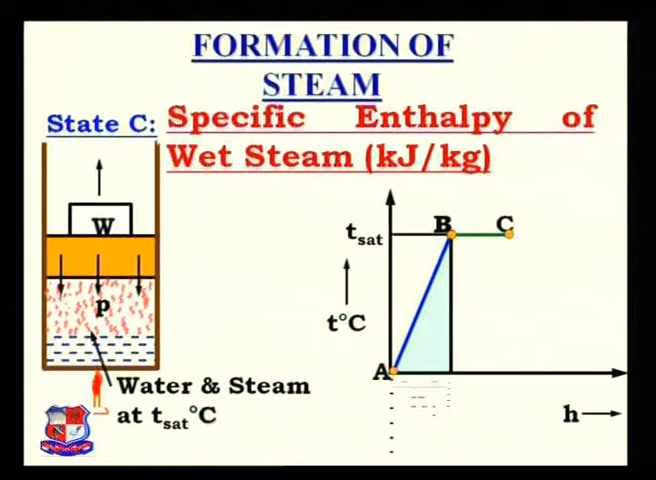 FORMATION OF
STEAM
State C: Specific Enthalpy of
Wet Steam (kJ/kg)
W
p
Water & Steam
at tsat°C
B C
tsat
t°C
A
h